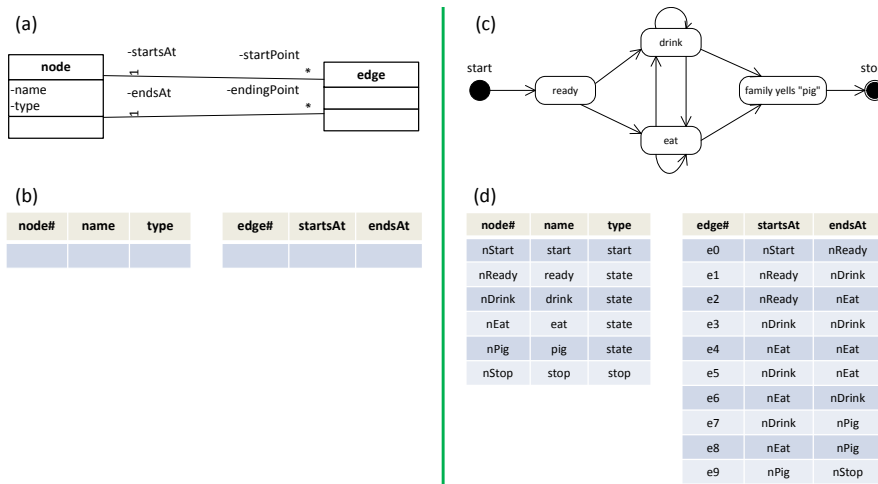 (a)
node
-name
-type
-startsAt
1
-startPoint
*
-endsAt
1
-endingPoint
*
edge
(b)
node# name type
edge# startsAt endsAt
(c)
start
ready
drink
eat
family yells "pig"
sto
(d)
node# name type
nStart start start
nReady ready state
nDrink drink state
nEat eat state
nPig pig state
nStop stop stop
edge# startsAt endsAt
e0 nStart nReady
e1 nReady nDrink
e2 nReady nEat
e3 nDrink nDrink
e4 nEat nEat
e5 nDrink nEat
e6 nEat nDrink
e7 nDrink nPig
e8 nEat nPig
e9 nPig nStop